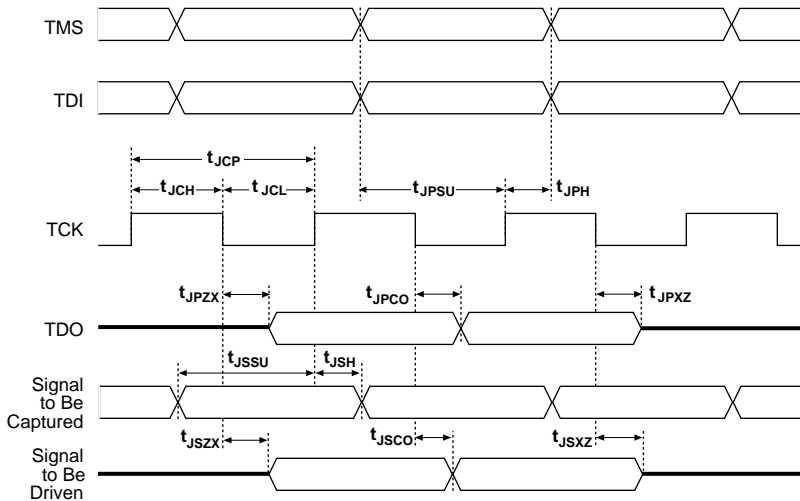 TMS
TDI
tJCP
tJCH
tJCL
tJPSU
tJPH
TCK
tJPZX
tJPCO
tJPXZ
TDO
tJSSU
tJSH
Signal
to Be
Captured
tJSZX
tJSCO
tJSXZ
Signal
to Be
Driven